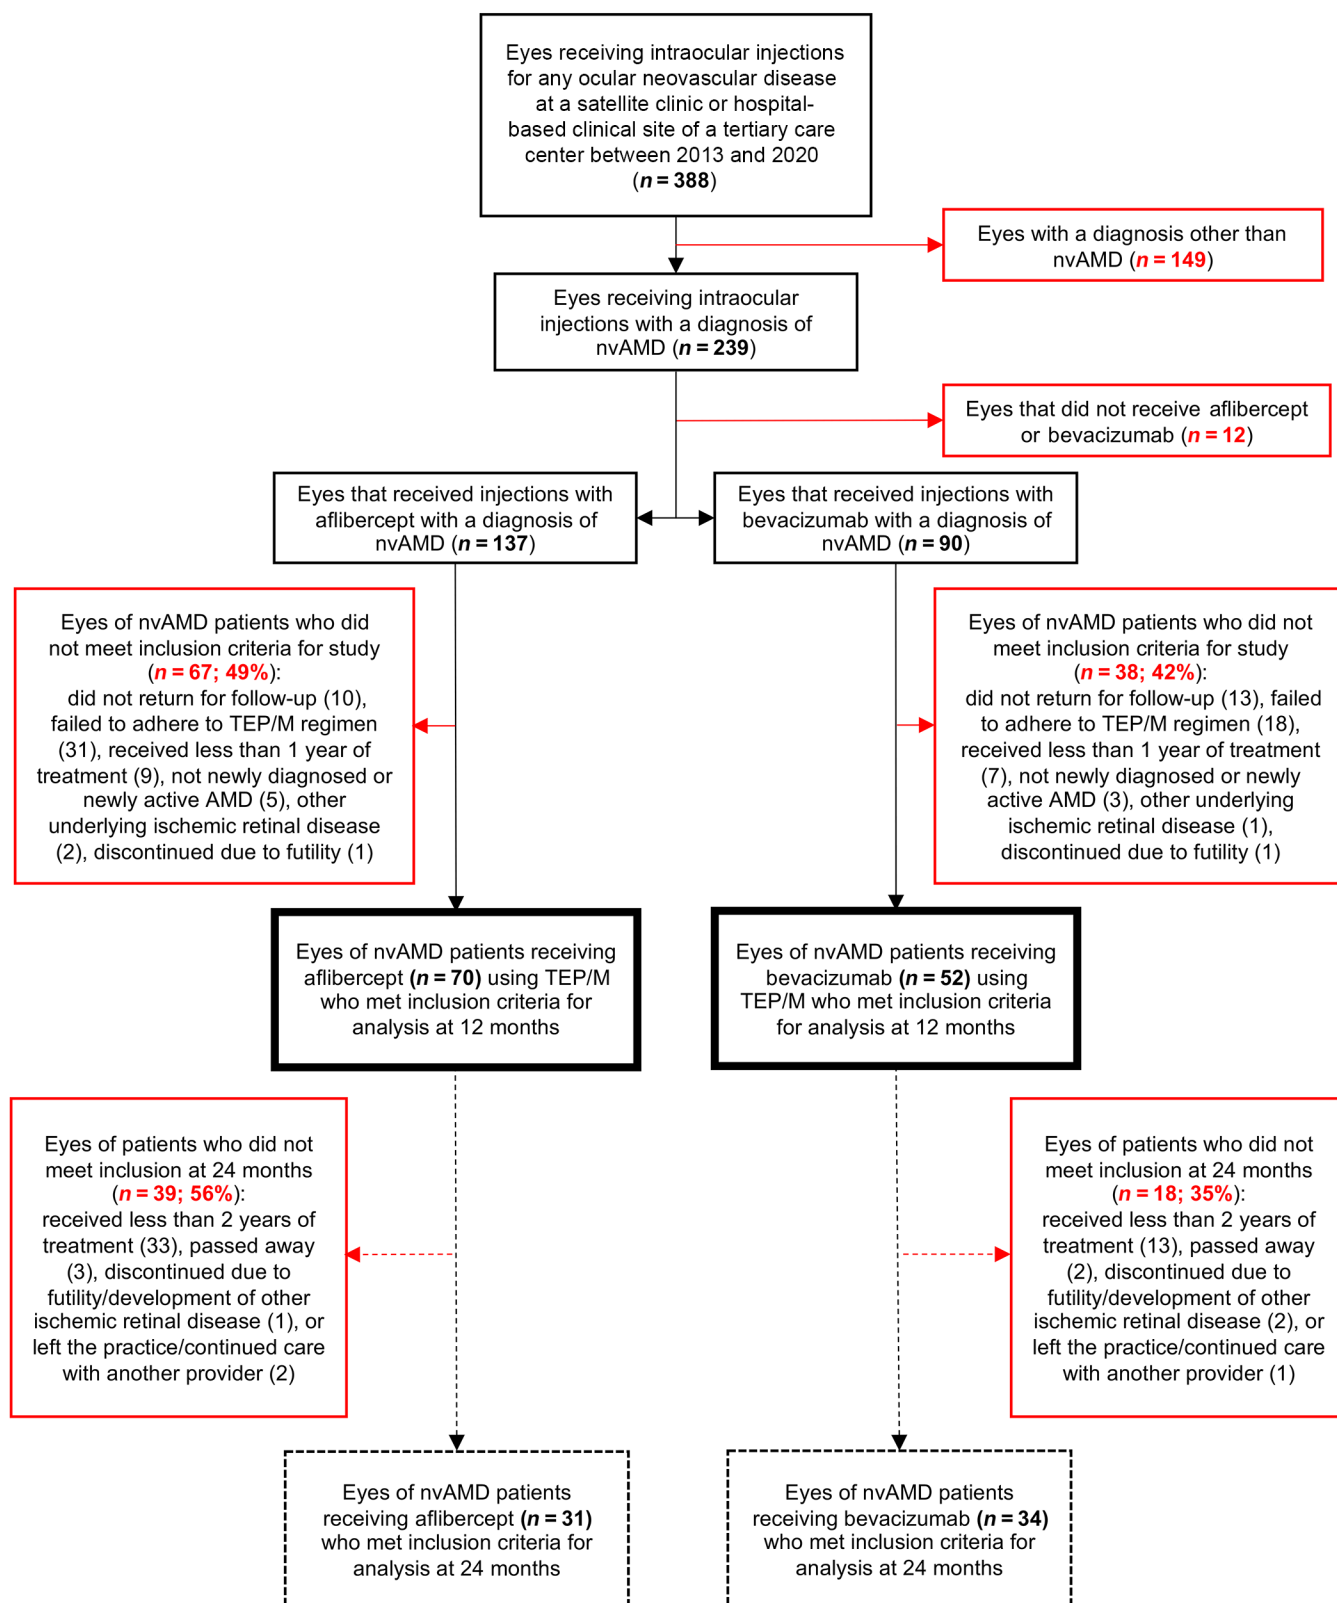 Eyes receiving intraocular injections
for any ocular neovascular disease
at a satellite clinic or hospital-
based clinical site of a tertiary care
center between 2013 and 2020
(n = 388)
Eyes with a diagnosis other than
nvAMD (n = 149)
Eyes receiving intraocular
injections with a diagnosis of
nvAMD (n = 239)
Eyes that did not receive aflibercept
or bevacizumab (n = 12)
Eyes that received injections with
aflibercept with a diagnosis of
nvAMD (n = 137)
Eyes that received injections with
bevacizumab with a diagnosis of
nvAMD (n = 90)
Eyes of nvAMD patients who did
not meet inclusion criteria for study
(n = 67; 49%):
did not return for follow-up (10),
failed to adhere to TEP/M regimen
(31), received less than 1 year of
treatment (9), not newly diagnosed or
newly active AMD (5), other
underlying ischemic retinal disease
(2), discontinued due to futility (1)
Eyes of nvAMD patients who did not
meet inclusion criteria for study
(n = 38; 42%):
did not return for follow-up (13), failed
to adhere to TEP/M regimen (18),
received less than 1 year of treatment
(7), not newly diagnosed or newly
active AMD (3), other underlying
ischemic retinal disease (1),
discontinued due to futility (1)
Eyes of nvAMD patients receiving
aflibercept (n = 70) using TEP/M
who met inclusion criteria for
analysis at 12 months
Eyes of nvAMD patients receiving
bevacizumab (n = 52) using
TEP/M who met inclusion criteria
for analysis at 12 months
Eyes of patients who did not
meet inclusion at 24 months
(n = 39; 56%):
received less than 2 years of
treatment (33), passed away
(3), discontinued due to
futility/development of other
ischemic retinal disease (1), or
left the practice/continued care
with another provider (2)
Eyes of patients who did not
meet inclusion at 24 months
(n = 18; 35%):
received less than 2 years of
treatment (13), passed away
(2), discontinued due to
futility/development of other
ischemic retinal disease (2), or
left the practice/continued care
with another provider (1)
Eyes of nvAMD patients
receiving aflibercept (n = 31)
who met inclusion criteria for
analysis at 24 months
Eyes of nvAMD patients
receiving bevacizumab (n = 34)
who met inclusion criteria for
analysis at 24 months